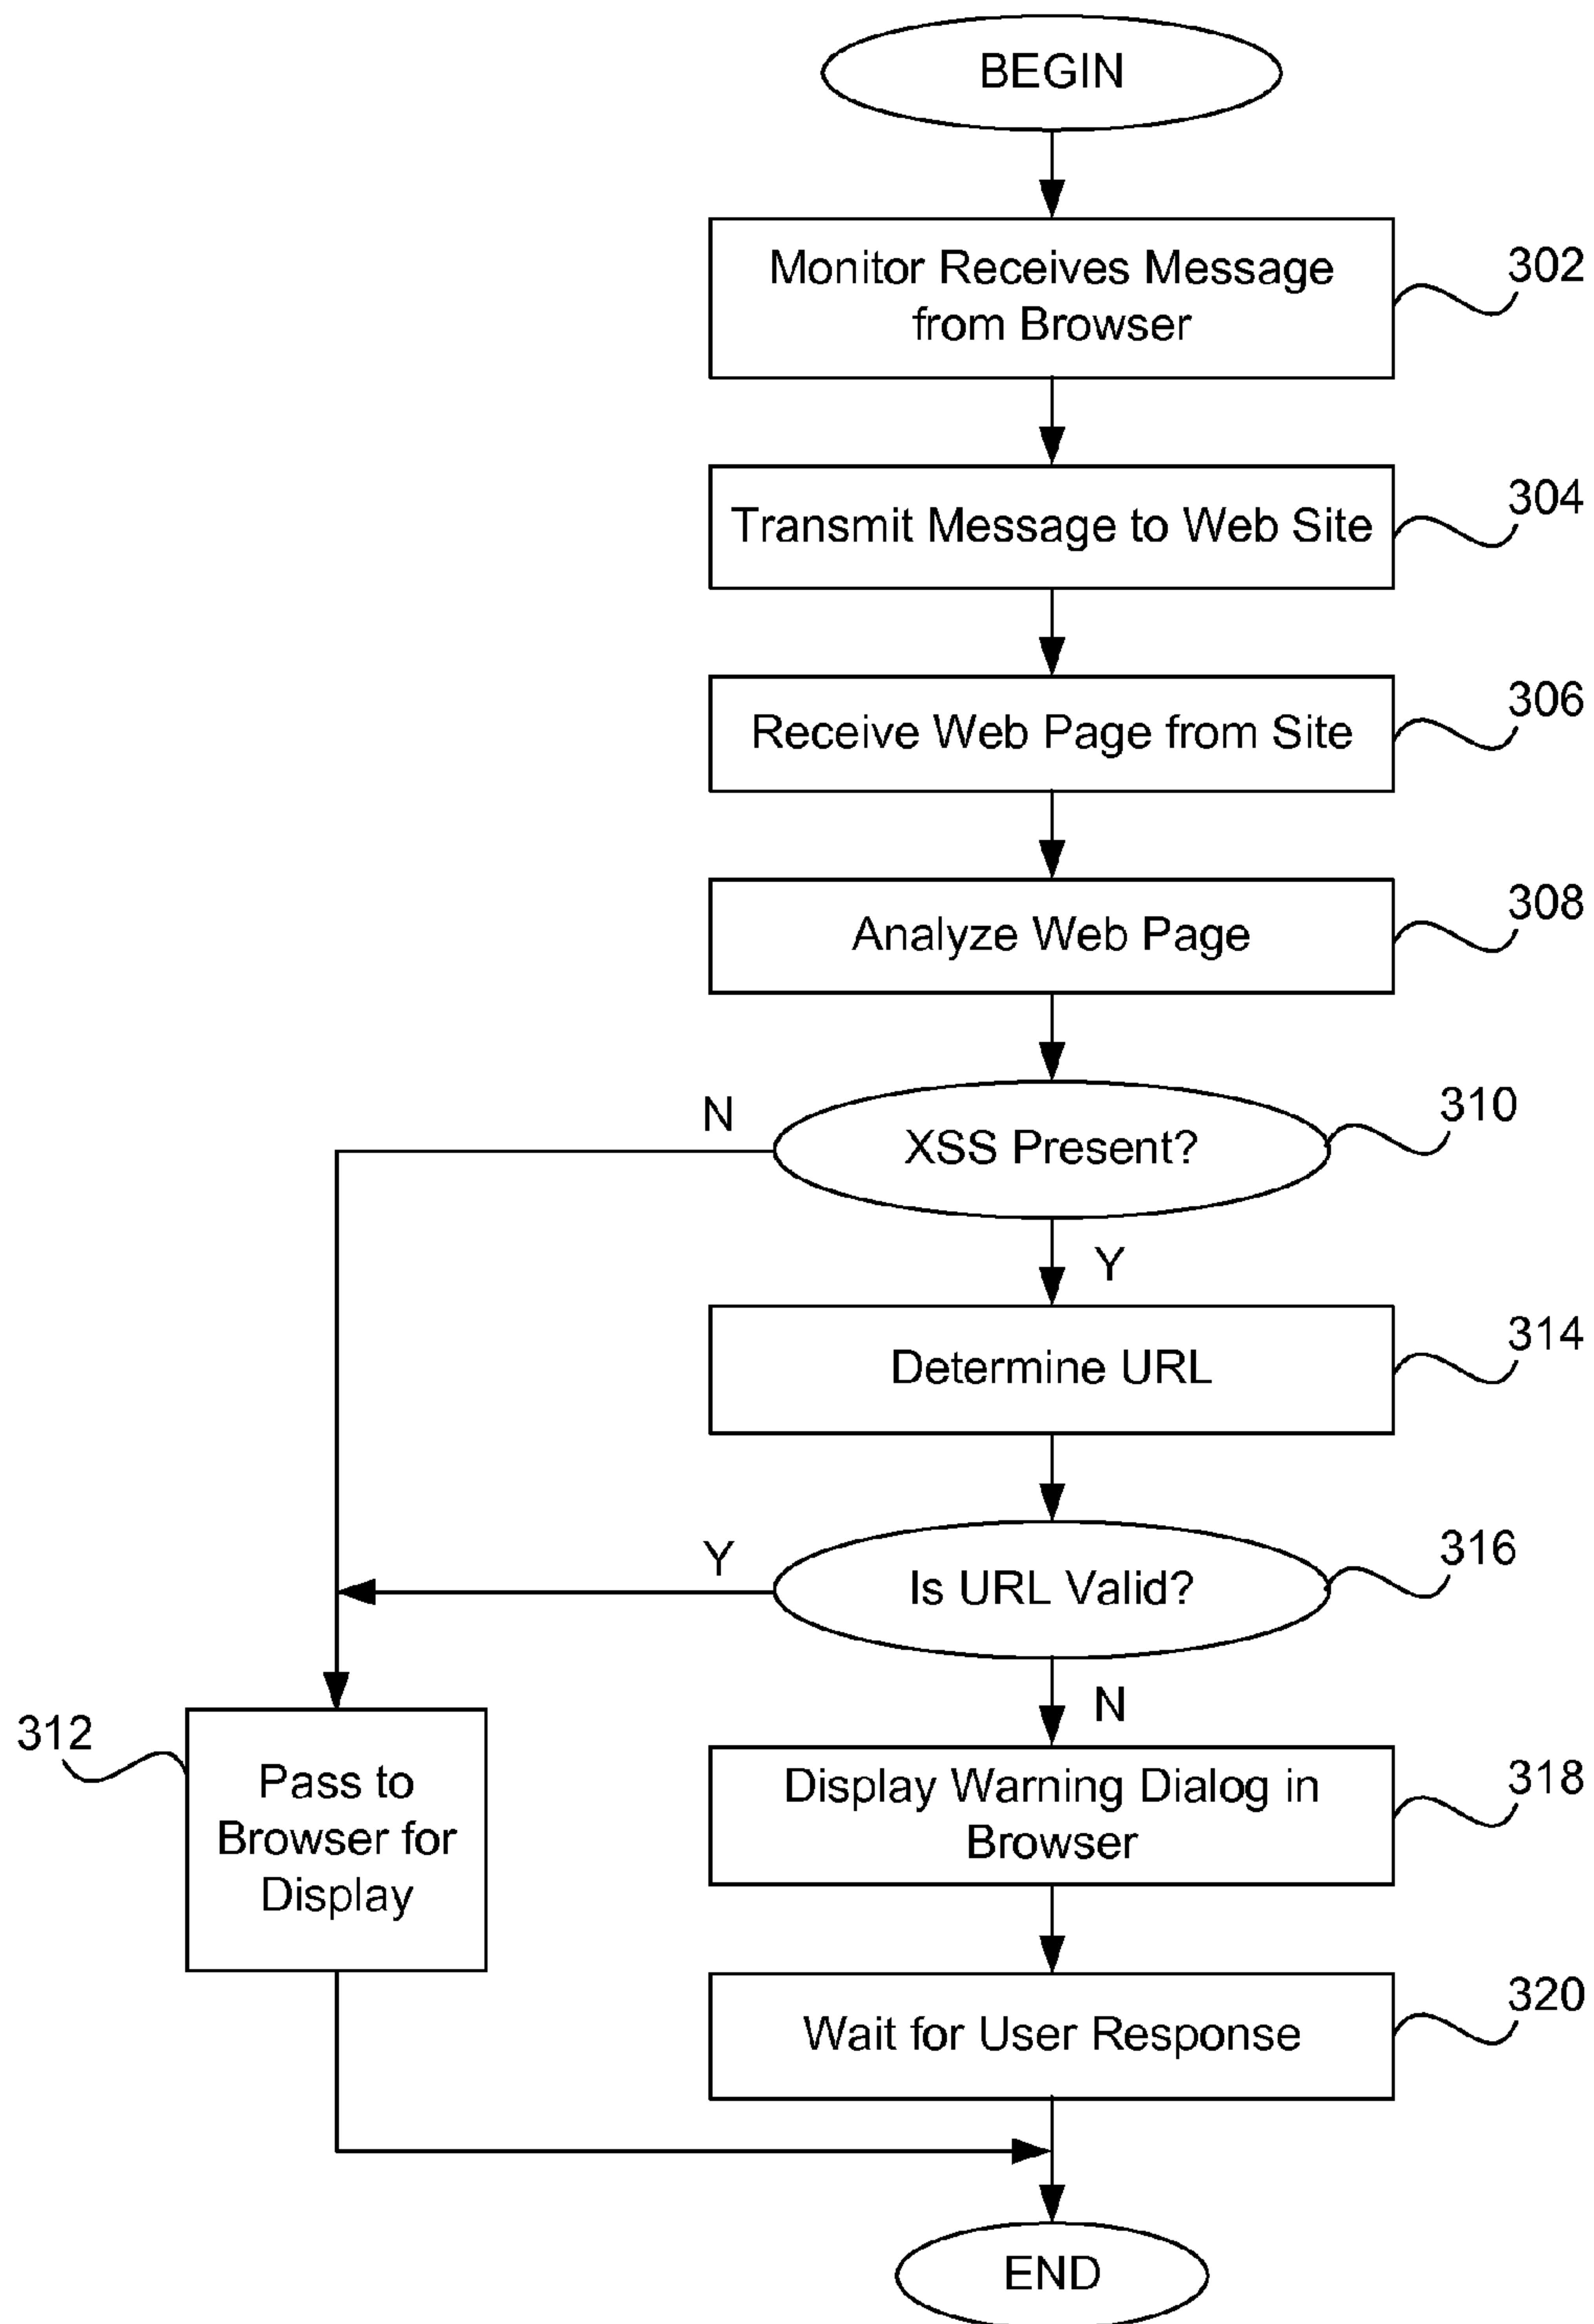 BEGIN
Monitor Receives Message
from Browser
302
Transmit Message to Web Site
304
Receive Web Page from Site
306
Analyze Web Page
308
N
XSS Present?
310
Y
Determine URL
314
Y
Is URL Valid?
316
N
312
Pass to
Browser for
Display
Display Warning Dialog in
Browser
318
Wait for User Response
320
END